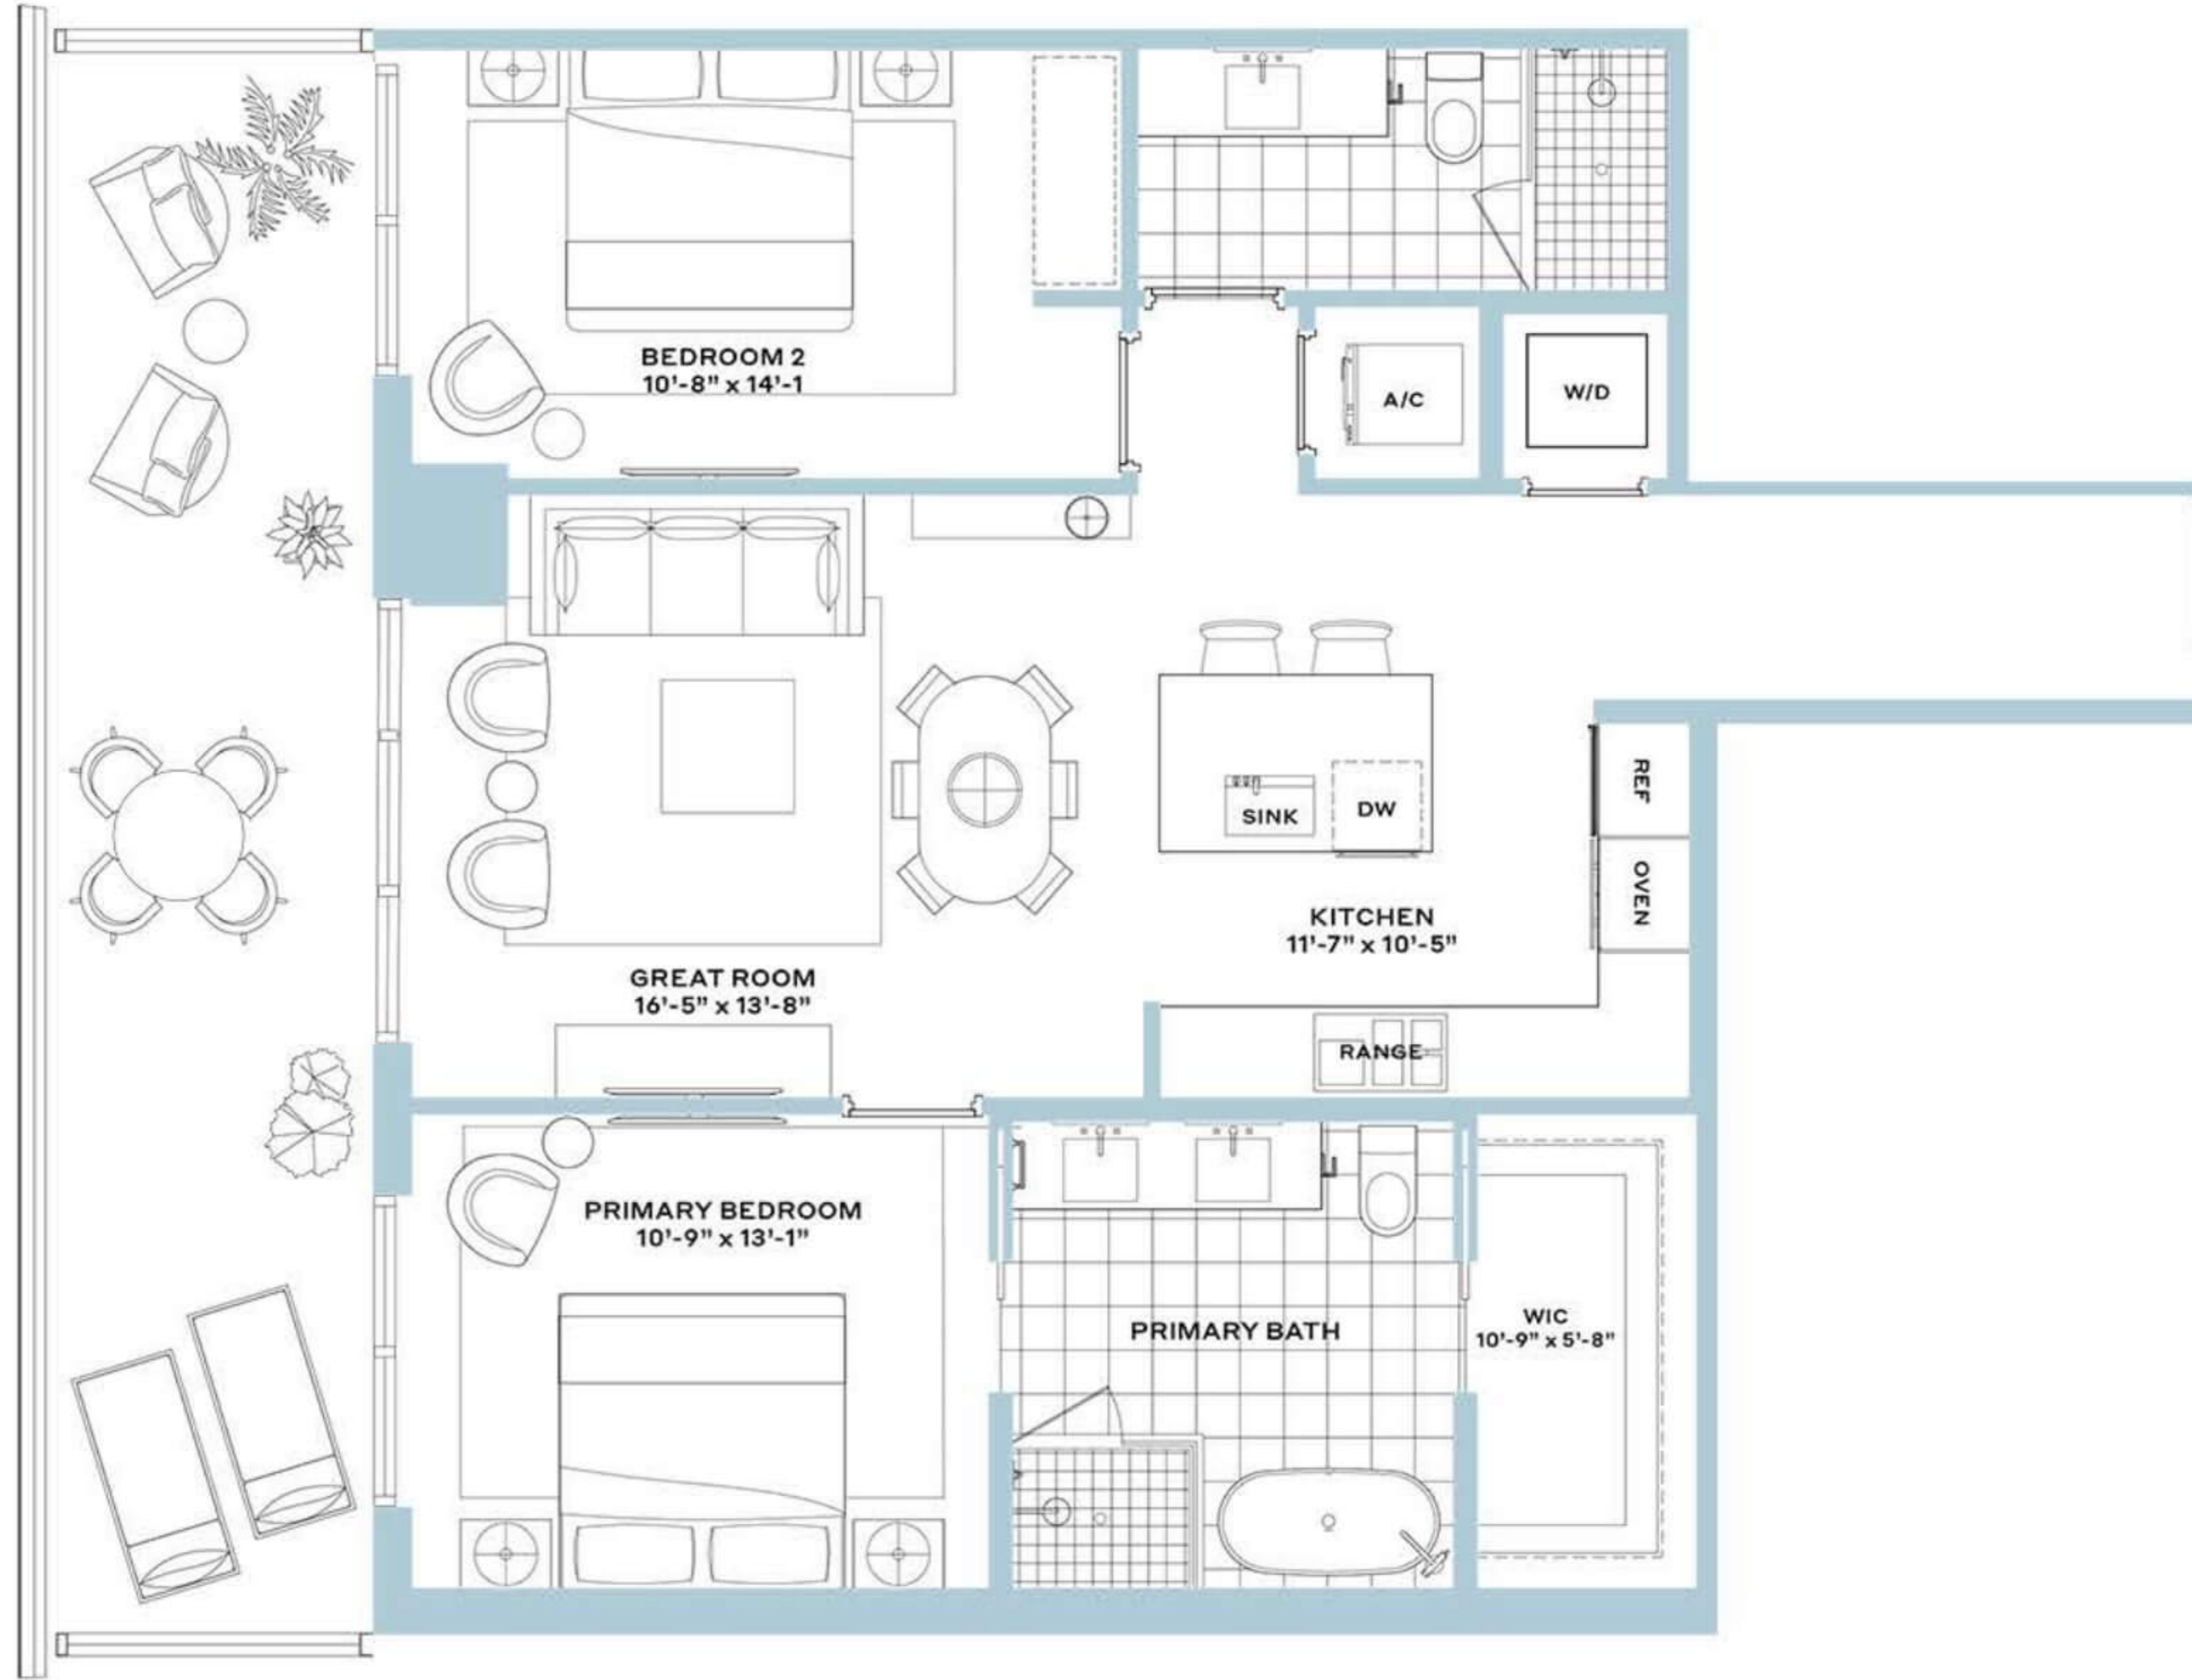 BEDROOM 2
10'-8" x 14'-1
A/C
W/D
SINK
DW
REF
OVEN
KITCHEN
11'-7" x 10'-5"
GREAT ROOM
16'-5" x 13'-8"
RANGE
PRIMARY BEDROOM
10'-9" x 13'-1"
PRIMARY BATH
WIC
10'-9" x 5'-8"